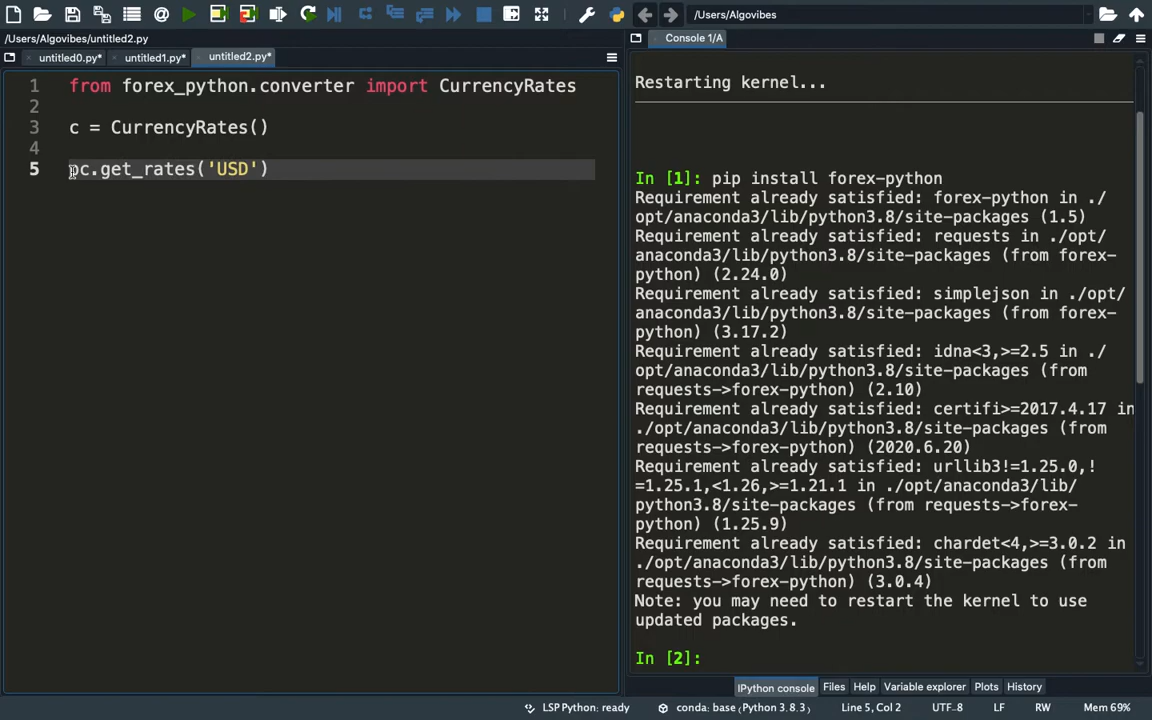 /Users/Algovibes
/Users/Algovibes/untitled2.py
untitled0.py* untitled1.py* untitled2.py*
Console 1/A
1 from forex_python.converter import CurrencyRates
2
3 c = CurrencyRates()
4
5 pc.get_rates('USD')
Restarting kernel...
In [1]: pip install forex-python
Requirement already satisfied: forex-python in ./
opt/anaconda3/lib/python3.8/site-packages (1.5)
Requirement already satisfied: requests in ./opt/
anaconda3/lib/python3.8/site-packages (from forex-
python) (2.24.0)
Requirement already satisfied: simplejson in ./opt/
anaconda3/lib/python3.8/site-packages (from forex-
python) (3.17.2)
Requirement already satisfied: idna<3,>=2.5 in ./
opt/anaconda3/lib/python3.8/site-packages (from
requests->forex-python) (2.10)
Requirement already satisfied: certifi>=2017.4.17 in
./opt/anaconda3/lib/python3.8/site-packages (from
requests->forex-python) (2020.6.20)
Requirement already satisfied: urllib3!=1.25.0,!
=1.25.1,<1.26,>=1.21.1 in ./opt/anaconda3/lib/
python3.8/site-packages (from requests->forex-
python) (1.25.9)
Requirement already satisfied: chardet<4,>=3.0.2 in
./opt/anaconda3/lib/python3.8/site-packages (from
requests->forex-python) (3.0.4)
Note: you may need to restart the kernel to use
updated packages.
In [2]:
IPython console Files Help Variable explorer Plots History
LSP Python: ready conda: base (Python 3.8.3) Line 5, Col 2 UTF-8 LF RW Mem 69%